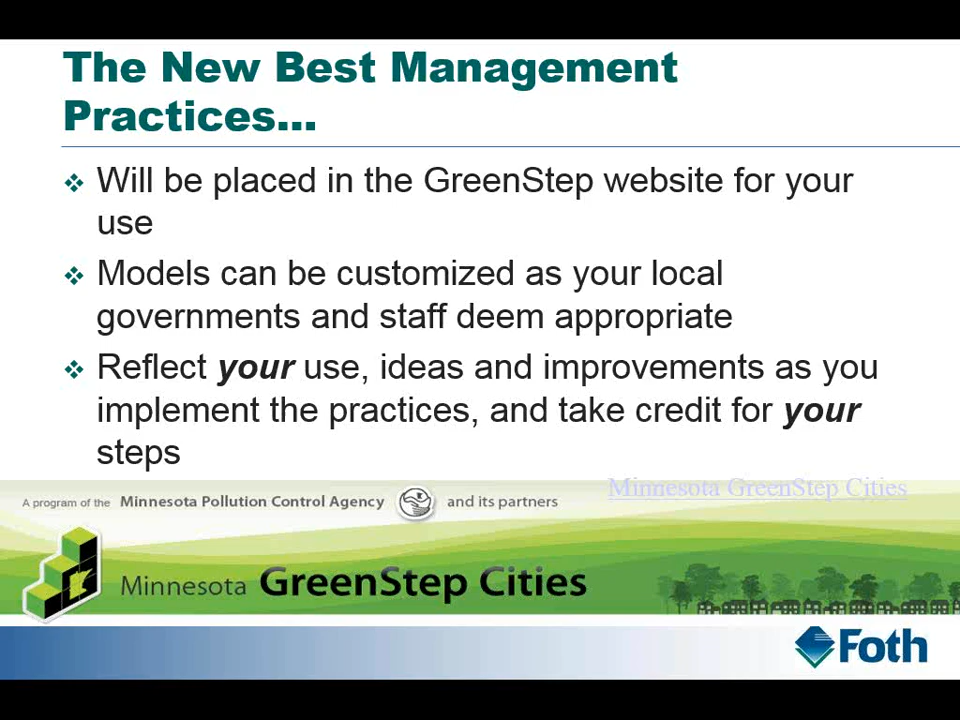 The New Best Management
Practices...
Will be placed in the GreenStep website for your
use
Models can be customized as your local
governments and staff deem appropriate
Reflect your use, ideas and improvements as you
implement the practices, and take credit for your
steps
Minnesota GreenStep Cities
A program of the Minnesota Pollution Control Agency and its partners
Minnesota GreenStep Cities
Foth